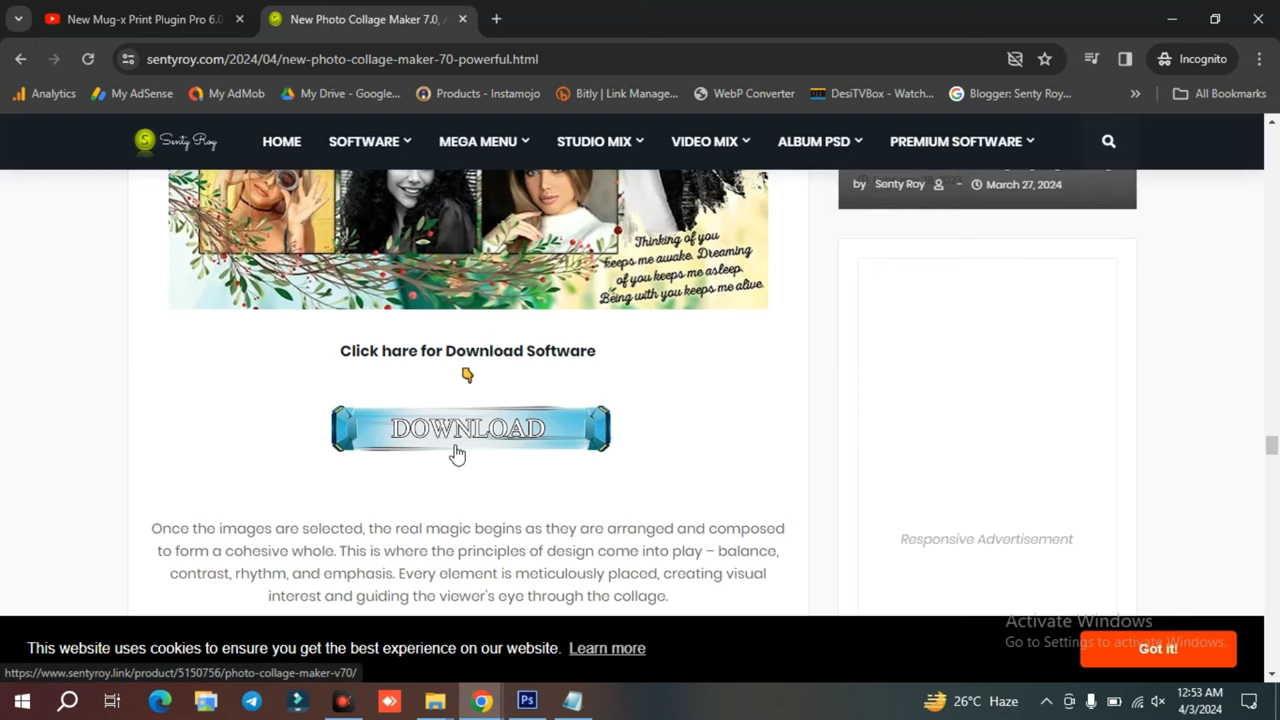 New Mug-x Print Plugin Pro 6.0
New Photo Collage Maker 7.0, A
sentyroy.com/2024/04/new-photo-collage-maker-70-powerful.html
Incognito
Analytics
My AdSense
My AdMob
My Drive - Google...
Products - Instamojo
Bitly | Link Manage...
WebP Converter
DTB
DesiTVBox - Watch...
Blogger: Senty Roy...
All Bookmarks
S
Senty Roy
HOME
SOFTWARE
MEGA MENU
STUDIO MIX
VIDEO MIX
ALBUM PSD
PREMIUM SOFTWARE
by Senty Roy - March 27, 2024
Thinking of you
keeps me awake. Dreaming
of you keeps me asleep.
Being with you keeps me alive.
Click hare for Download Software
DOWNLOAD
Once the images are selected, the real magic begins as they are arranged and composed
to form a cohesive whole. This is where the principles of design come into play – balance,
contrast, rhythm, and emphasis. Every element is meticulously placed, creating visual
interest and guiding the viewer's eye through the collage.
Responsive Advertisement
Activate Windows
Go to Settings to activate Windows.
This website uses cookies to ensure you get the best experience on our website. Learn more
Got it!
https://www.sentyroy.link/product/5150756/photo-collage-maker-v70/
Ps
26°C Haze
12:53 AM
4/3/2024